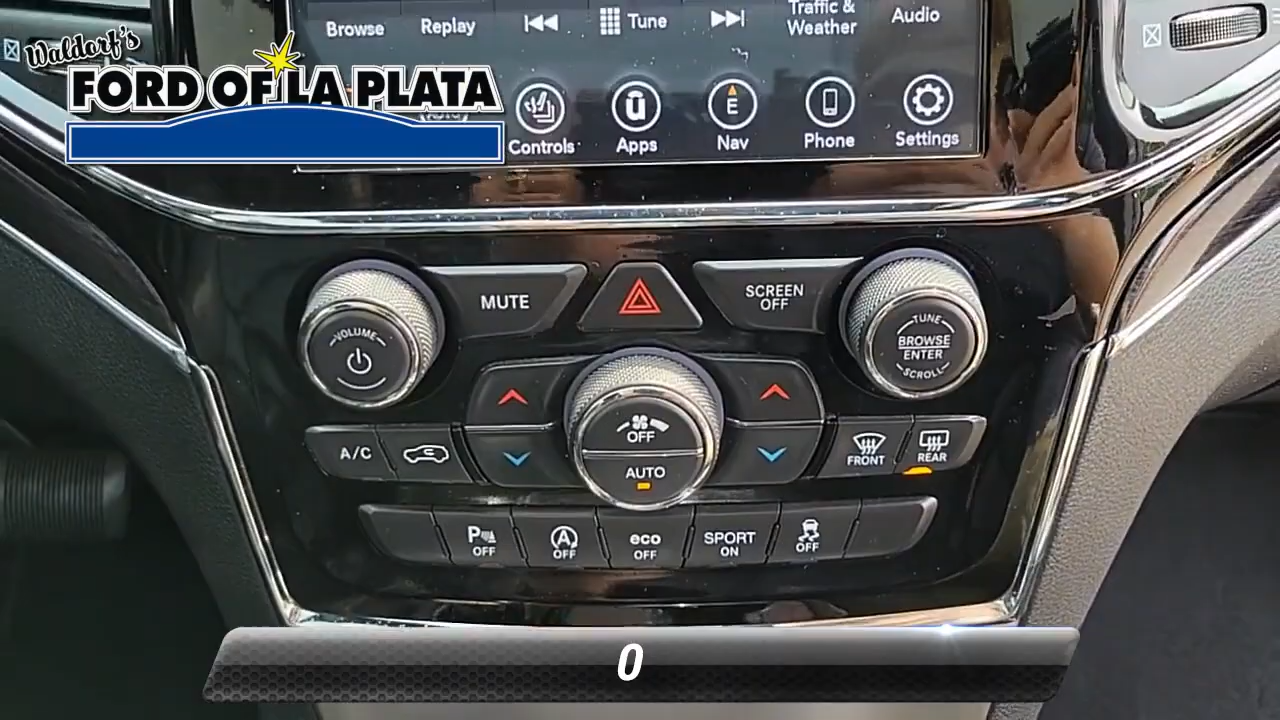 Browse Replay Tune Traffic & Weather Audio
Waldorf's
FORD OF LA PLATA
AUTO
Controls Apps E Nav Phone Settings
MUTE
SCREEN
OFF
VOLUME
TUNE
BROWSE
ENTER
SCROLL
OFF
AUTO
A/C
FRONT
REAR
P OFF
A OFF
eco OFF
SPORT ON
OFF
0